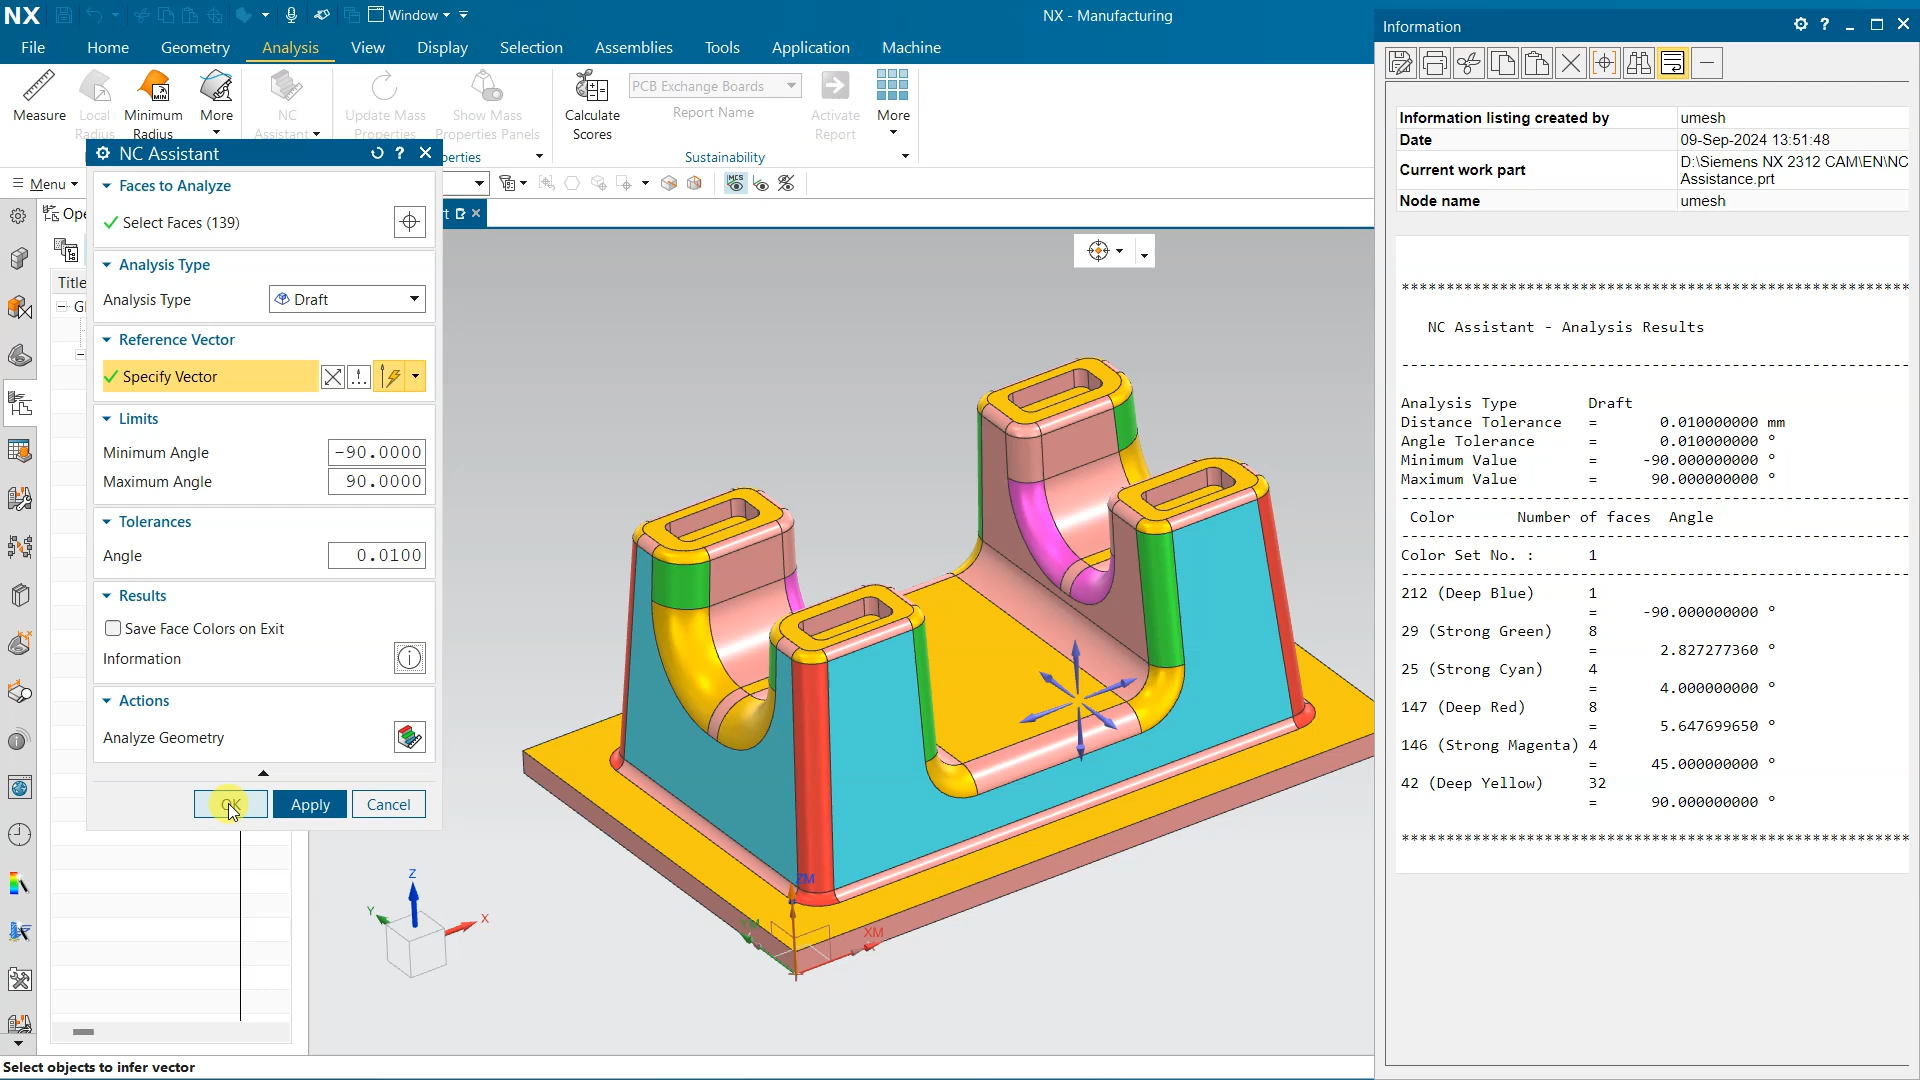 NX
Window
NX - Manufacturing
File
Home
Geometry
Analysis
View
Display
Selection
Assemblies
Tools
Application
Machine
Measure
Local
Radius
MIN
Minimum
Radius
More
NC
Assistant
Update Mass
Properties
Show Mass
Properties Panels
Calculate
Scores
PCB Exchange Boards
Report Name
Activate
Report
More
perties
Sustainability
Menu
MCS
Ope
Title
G
NC Assistant
Faces to Analyze
Select Faces (139)
Analysis Type
Analysis Type
Draft
Reference Vector
Specify Vector
Limits
Minimum Angle
-90.0000
Maximum Angle
90.0000
Tolerances
Angle
0.0100
Results
Save Face Colors on Exit
Information
Actions
Analyze Geometry
OK
Apply
Cancel
t
ZM
YM
XM
Z
Y
X
Select objects to infer vector
Information
Information listing created by umesh
Date 09-Sep-2024 13:51:48
Current work part D:\Siemens NX 2312 CAM\EN\NC
Assistance.prt
Node name umesh
*********************************************************
NC Assistant - Analysis Results
---------------------------------------------------------
Analysis Type Draft
Distance Tolerance = 0.010000000 mm
Angle Tolerance = 0.010000000 °
Minimum Value = -90.000000000 °
Maximum Value = 90.000000000 °
---------------------------------------------------------
Color Number of faces Angle
---------------------------------------------------------
Color Set No. : 1
---------------------------------------------------------
212 (Deep Blue) 1
= -90.000000000 °
29 (Strong Green) 8
= 2.827277360 °
25 (Strong Cyan) 4
= 4.000000000 °
147 (Deep Red) 8
= 5.647699650 °
146 (Strong Magenta) 4
= 45.000000000 °
42 (Deep Yellow) 32
= 90.000000000 °
*********************************************************